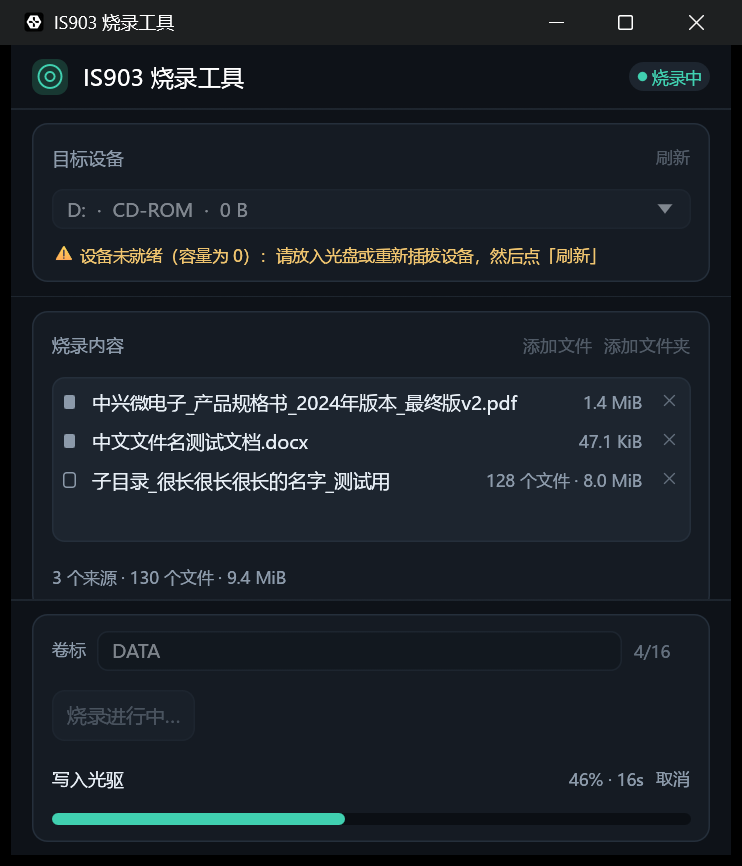 IS903 烧录工具
IS903 烧录工具
烧录中
目标设备 刷新
D: · CD-ROM · 0 B
设备未就绪（容量为 0）：请放入光盘或重新插拔设备，然后点「刷新」
烧录内容 添加文件 添加文件夹
中兴微电子_产品规格书_2024年版本_最终版v2.pdf 1.4 MiB
中文文件名测试文档.docx 47.1 KiB
子目录_很长很长很长的名字_测试用 128 个文件 · 8.0 MiB
3 个来源 · 130 个文件 · 9.4 MiB
卷标 DATA 4/16
烧录进行中...
写入光驱 46% · 16s 取消